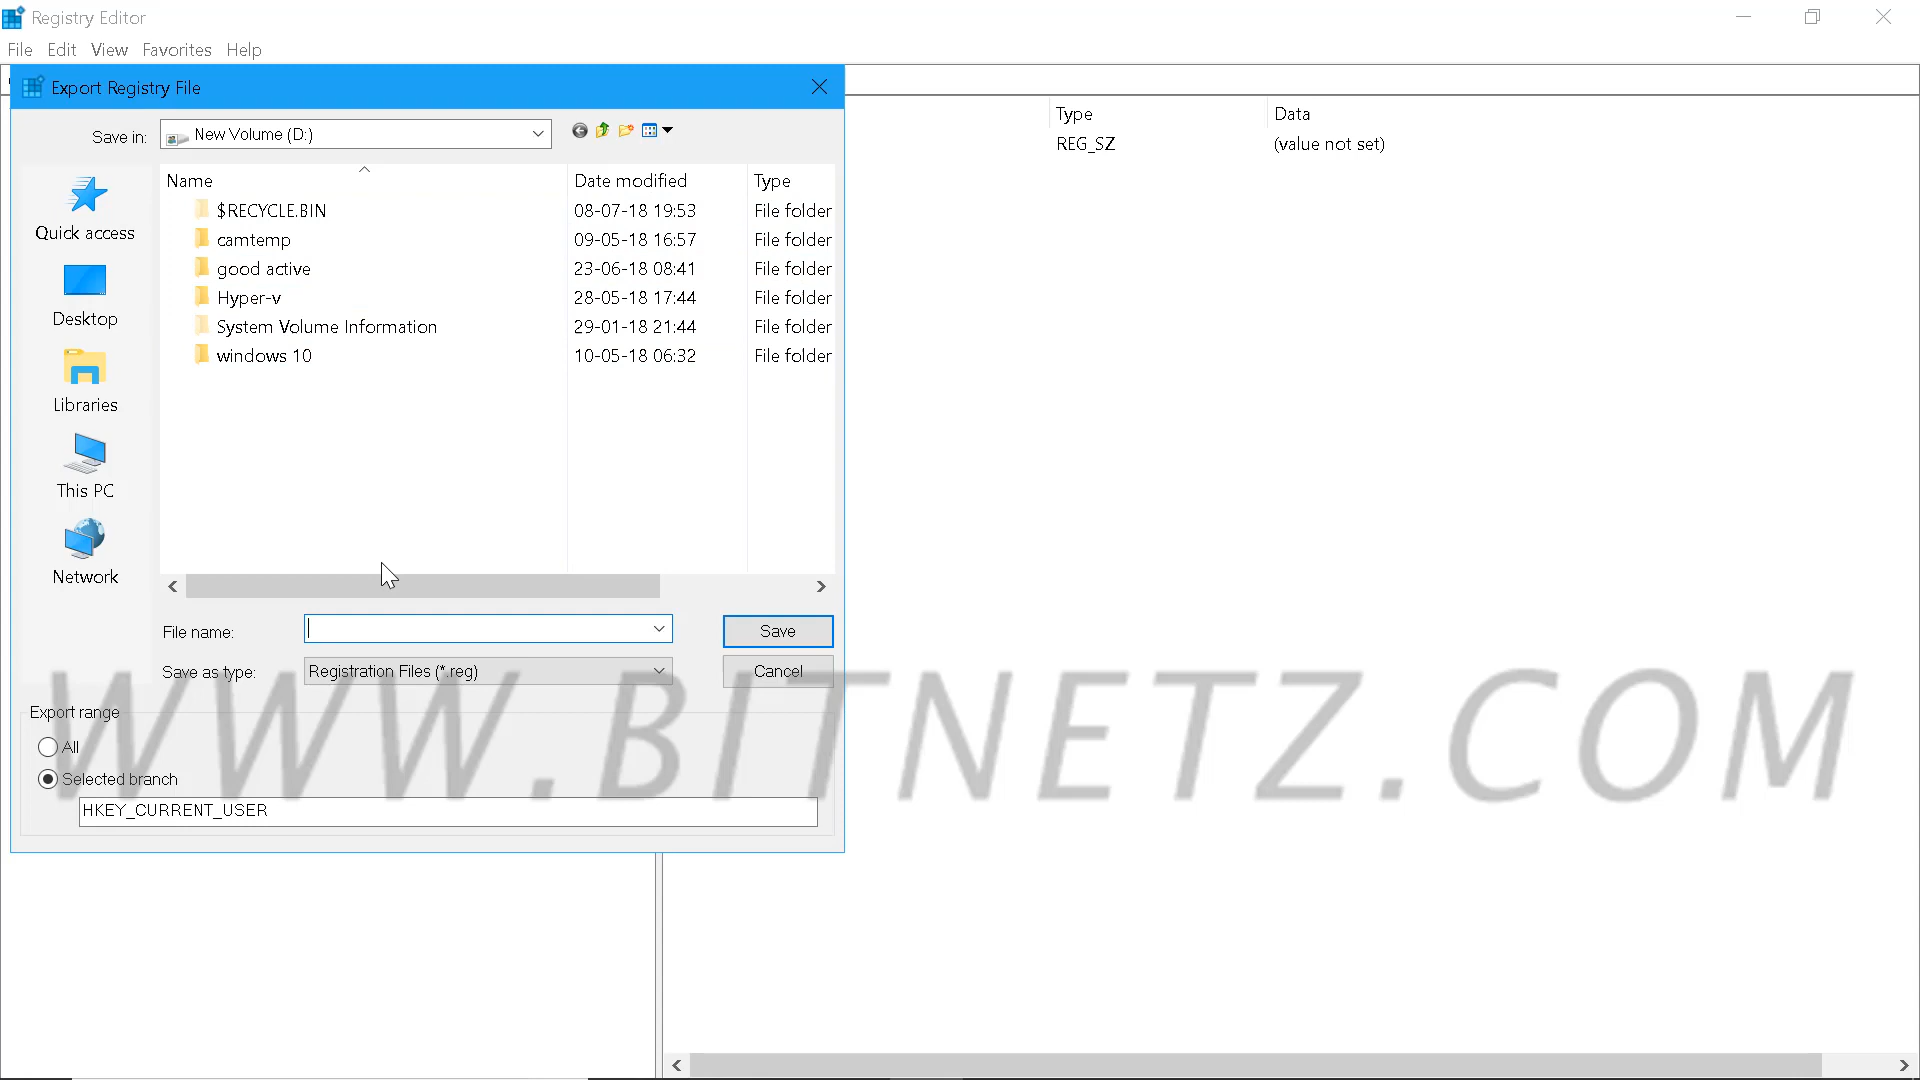 Registry Editor
File Edit View Favorites Help
Export Registry File
Type Data
Save in: New Volume (D:)
REG_SZ (value not set)
Name Date modified Type
$RECYCLE.BIN 08-07-18 19:53 File folder
camtemp 09-05-18 16:57 File folder
good active 23-06-18 08:41 File folder
Hyper-v 28-05-18 17:44 File folder
System Volume Information 29-01-18 21:44 File folder
windows 10 10-05-18 06:32 File folder
Quick access
Desktop
Libraries
This PC
Network
File name: Save
Save as type: Registration Files (*.reg) Cancel
Export range
All
Selected branch
HKEY_CURRENT_USER
WWW.BITNETZ.COM